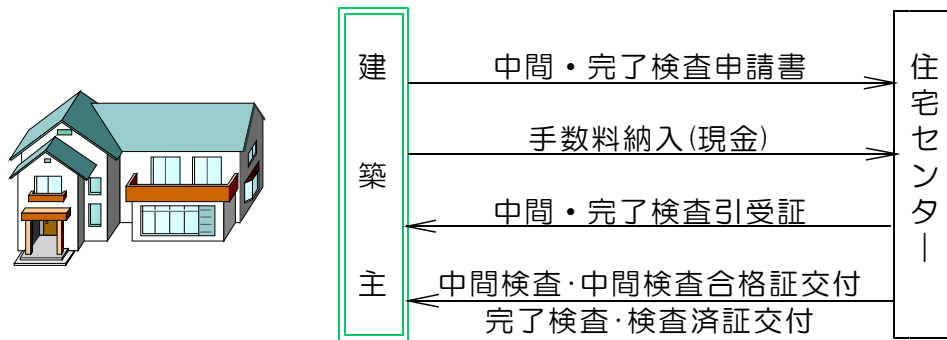 建築主
中間・完了検査申請書
手数料納入(現金)
中間・完了検査引受証
中間検査・中間検査合格証交付
完了検査・検査済証交付
住宅センター